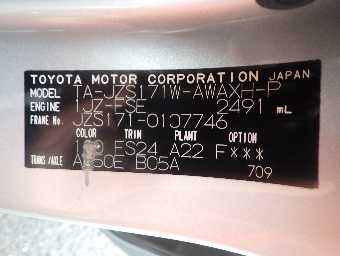 TOYOTA MOTOR CORPORATION JAPAN
MODEL TA-JZS171W-AWAXH-P
ENGINE 1JZ-FSE 2491 mL
FRAME No. JZS171-0107746
COLOR TRIM PLANT OPTION
FS24 A22 F***
TRANS/AXLE B05A
709